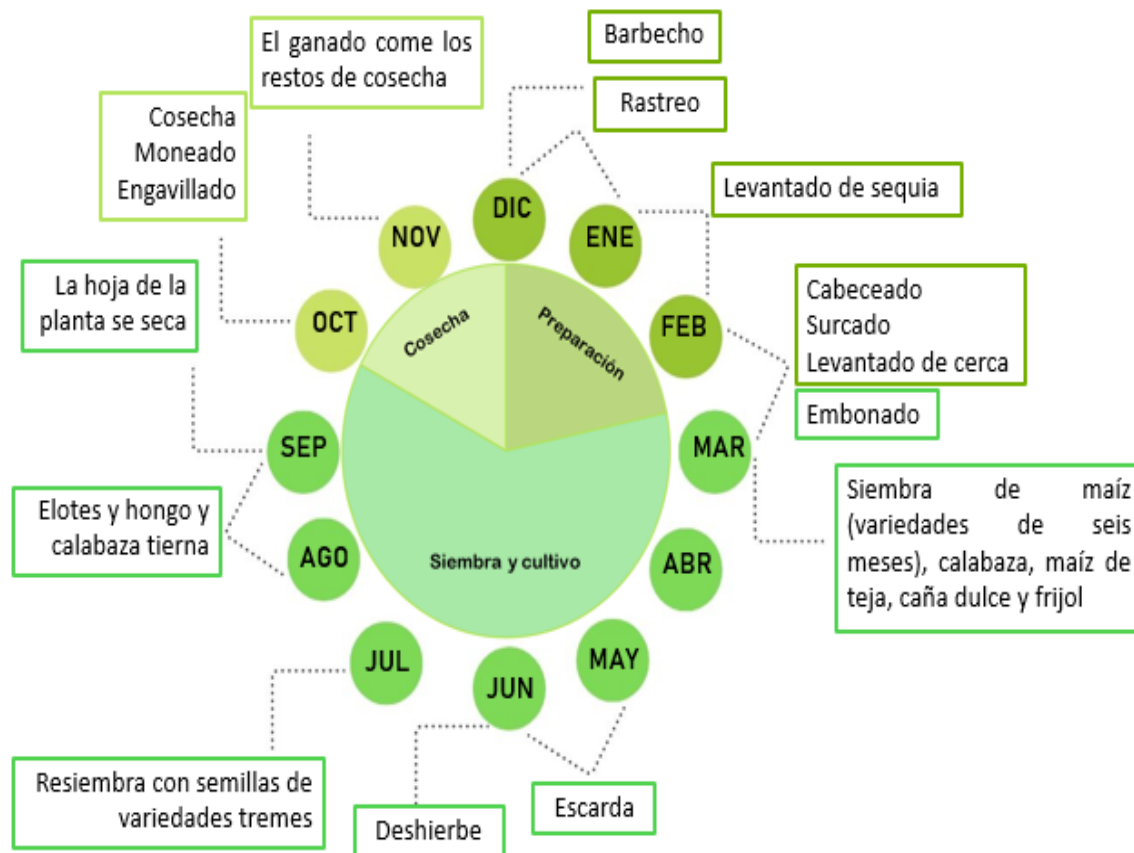 El ganado come los
restos de cosecha
Barbecho
Rastreo
Cosecha
Moneado
Engavillado
Levantado de sequia
La hoja de la
planta se seca
Cabeceado
Surcado
Levantado de cerca
Embonado
Elotes y hongo y
calabaza tierna
Siembra de maíz
(variedades de seis
meses), calabaza, maíz de
teja, caña dulce y frijol
Resiembra con semillas de
variedades tremes
Deshierbe
Escarda
DIC
ENE
FEB
MAR
ABR
MAY
JUN
JUL
AGO
SEP
OCT
NOV
Cosecha
Preparación
Siembra y cultivo